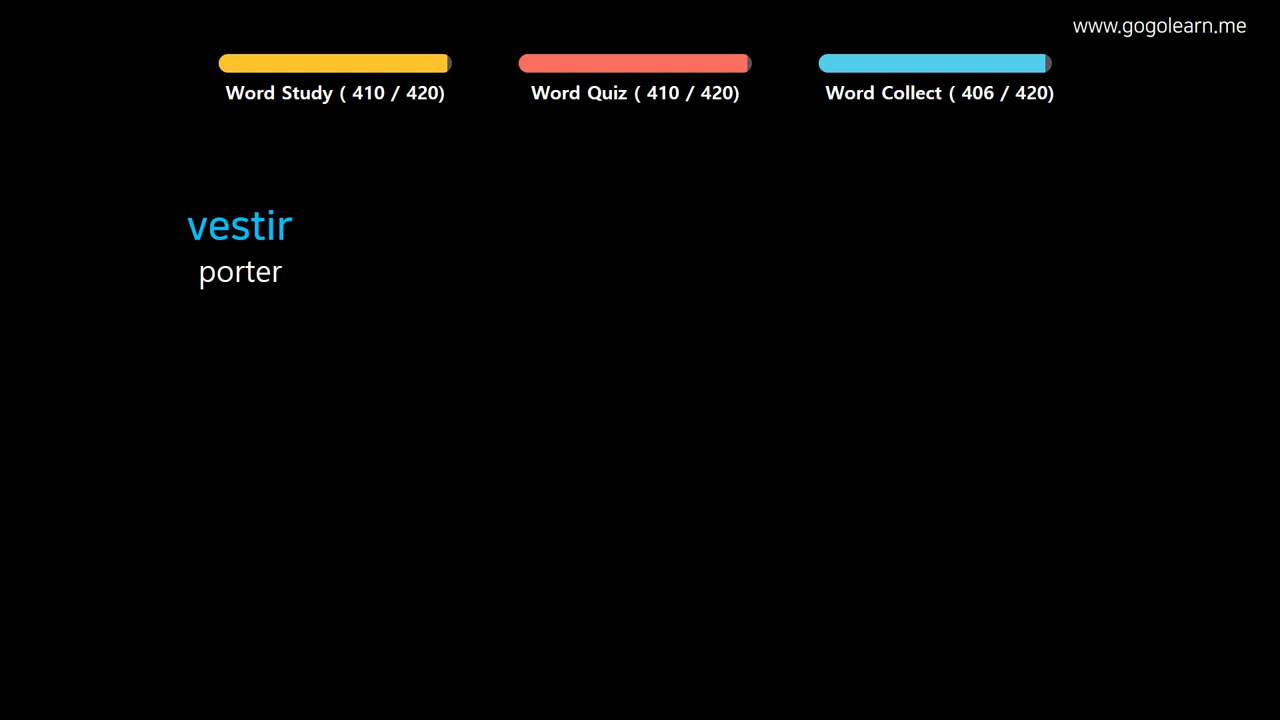 www.gogolearn.me
Word Study ( 410 / 420)
Word Quiz ( 410 / 420)
Word Collect ( 406 / 420)
vestir
porter